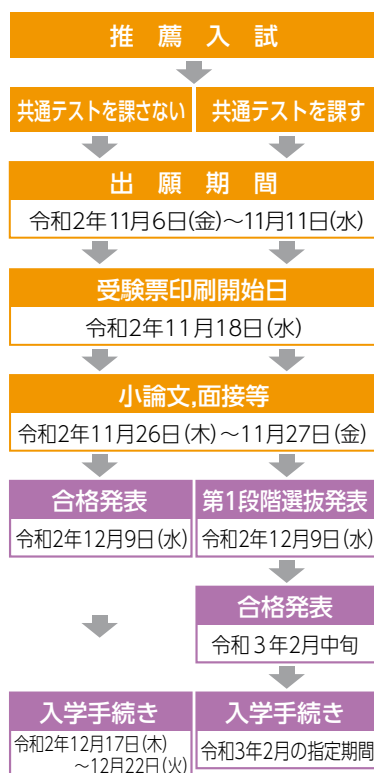 推薦入試
共通テストを課さない 共通テストを課す
出願期間
令和2年11月6日(金)～11月11日(水)
受験票印刷開始日
令和2年11月18日(水)
小論文,面接等
令和2年11月26日(木)～11月27日(金)
合格発表 第1段階選抜発表
令和2年12月9日(水) 令和2年12月9日(水)
合格発表
令和3年2月中旬
入学手続き 入学手続き
令和2年12月17日(木)
～12月22日(火)
令和3年2月の指定期間